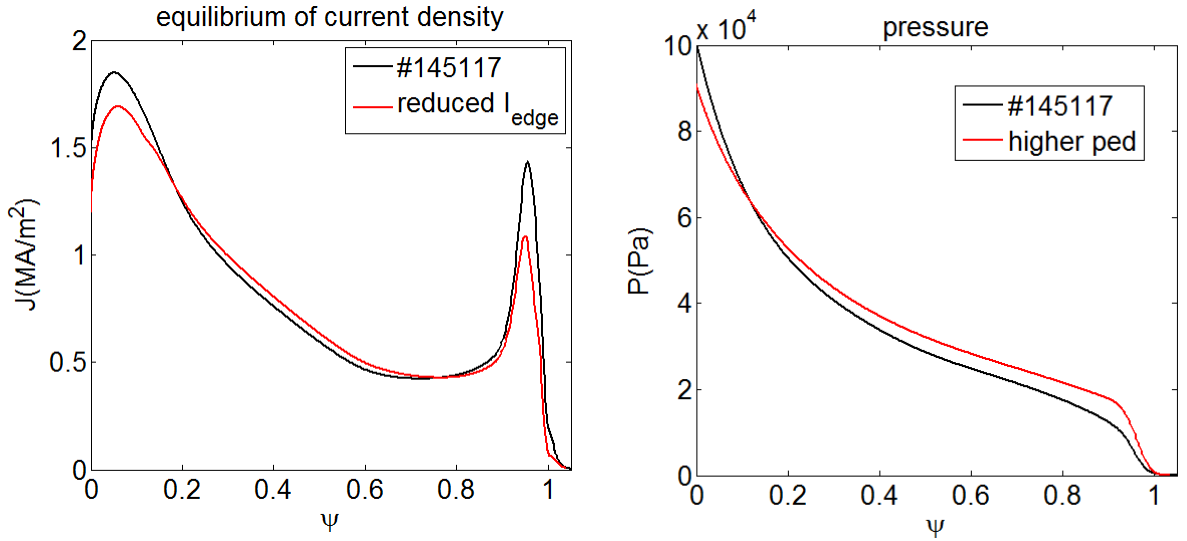 equilibrium of current density
#145117
reduced I_edge
J(MA/m²)
2
1.5
1
0.5
0
0 0.2 0.4 0.6 0.8 1
ψ
x 10⁴
pressure
#145117
higher ped
P(Pa)
10
8
6
4
2
0
0 0.2 0.4 0.6 0.8 1
ψ